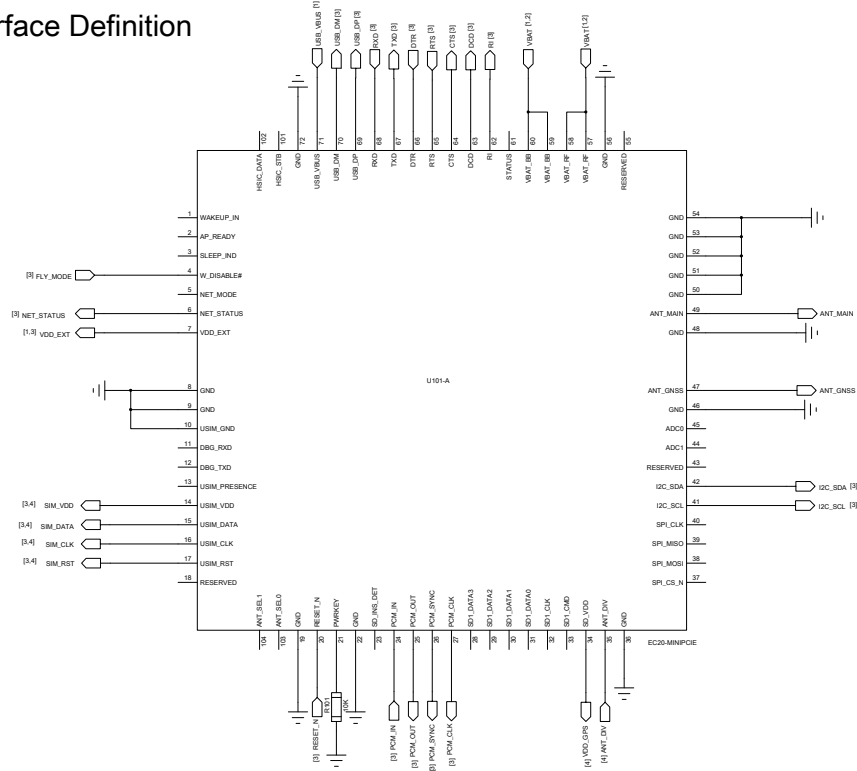 rface Definition
USB_VBUS [1]
USB_DM [3]
USB_DP [3]
RXD [3]
TXD [3]
DTR [3]
RTS [3]
CTS [3]
DCD [3]
RI [3]
VBAT [1,2]
VBAT [1,2]
102 101 72 71 70 69 68 67 66 65 64 63 62 61 60 59 58 57 56 55
HSIC_DATA
HSIC_STB
GND
USB_VBUS
USB_DM
USB_DP
RXD
TXD
DTR
RTS
CTS
DCD
RI
STATUS
VBAT_BB
VBAT_BB
VBAT_RF
VBAT_RF
GND
RESERVED
1 WAKEUP_IN
2 AP_READY
3 SLEEP_IND
[3] FLY_MODE 4 W_DISABLE#
5 NET_MODE
[3] NET_STATUS 6 NET_STATUS
[1,3] VDD_EXT 7 VDD_EXT
8 GND
9 GND
10 USIM_GND
11 DBG_RXD
12 DBG_TXD
13 USIM_PRESENCE
[3,4] SIM_VDD 14 USIM_VDD
[3,4] SIM_DATA 15 USIM_DATA
[3,4] SIM_CLK 16 USIM_CLK
[3,4] SIM_RST 17 USIM_RST
18 RESERVED
U101-A
GND 54
GND 53
GND 52
GND 51
GND 50
ANT_MAIN 49 ANT_MAIN
GND 48
ANT_GNSS 47 ANT_GNSS
GND 46
ADC0 45
ADC1 44
RESERVED 43
I2C_SDA 42 I2C_SDA [3]
I2C_SCL 41 I2C_SCL [3]
SPI_CLK 40
SPI_MISO 39
SPI_MOSI 38
SPI_CS_N 37
ANT_SEL1
ANT_SEL0
GND
RESET_N
PWRKEY
GND
SD_INS_DET
PCM_IN
PCM_OUT
PCM_SYNC
PCM_CLK
SD1_DATA3
SD1_DATA2
SD1_DATA1
SD1_DATA0
SD1_CLK
SD1_CMD
SD_VDD
ANT_DIV
GND
104 103 19 20 21 22 23 24 25 26 27 28 29 30 31 32 33 34 35 36
EC20-MINIPCIE
R101
10K
[3] RESET_N
[3] PCM_IN
[3] PCM_OUT
[3] PCM_SYNC
[3] PCM_CLK
[4] VDD_GPS
[4] ANT_DIV